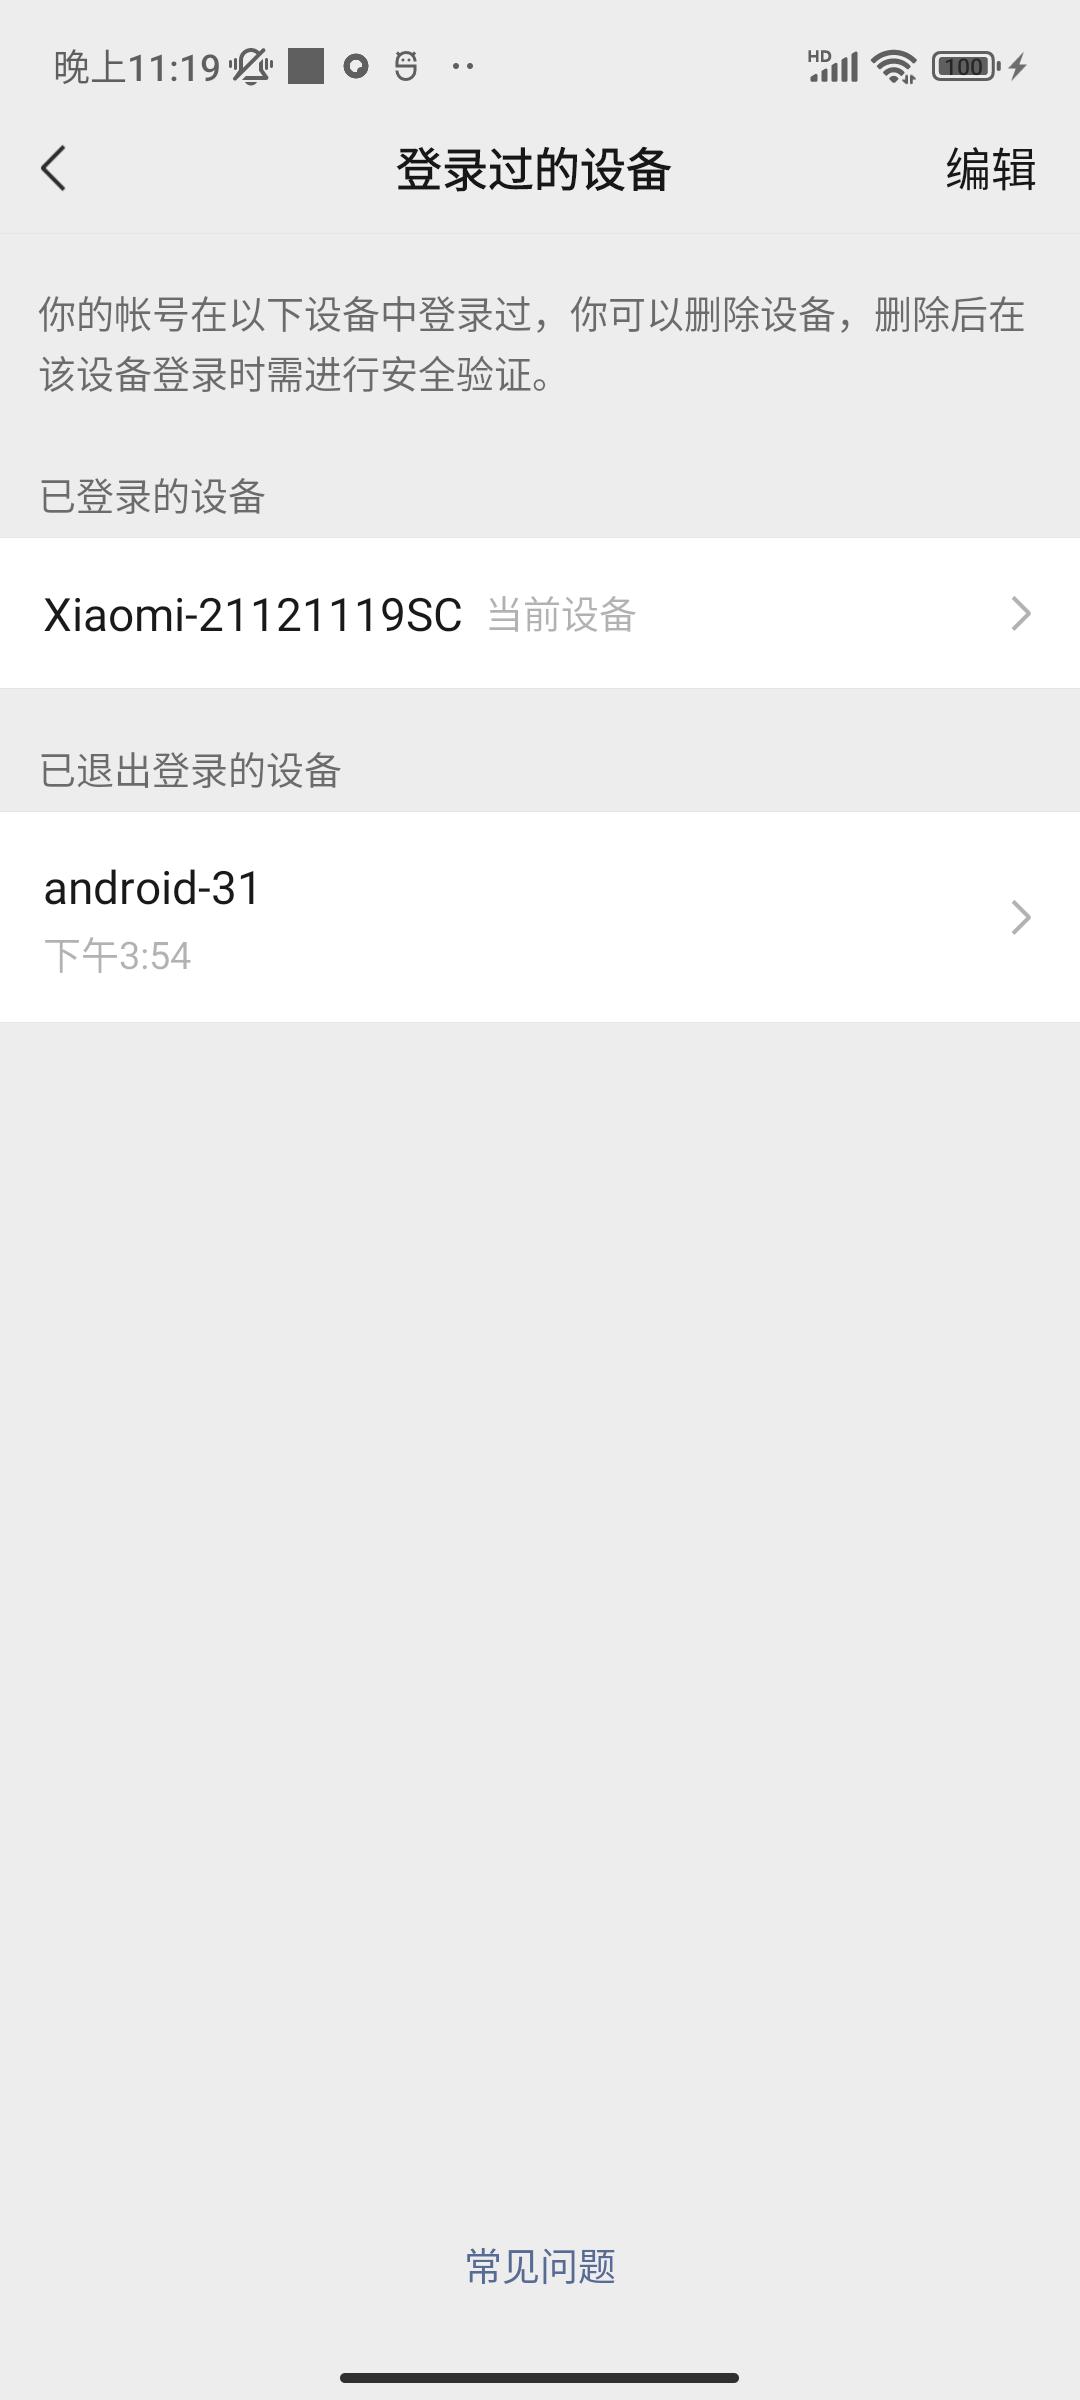 晚上11:19
HD
100
登录过的设备
编辑
你的帐号在以下设备中登录过，你可以删除设备，删除后在
该设备登录时需进行安全验证。
已登录的设备
Xiaomi-21121119SC 当前设备
已退出登录的设备
android-31
下午3:54
常见问题